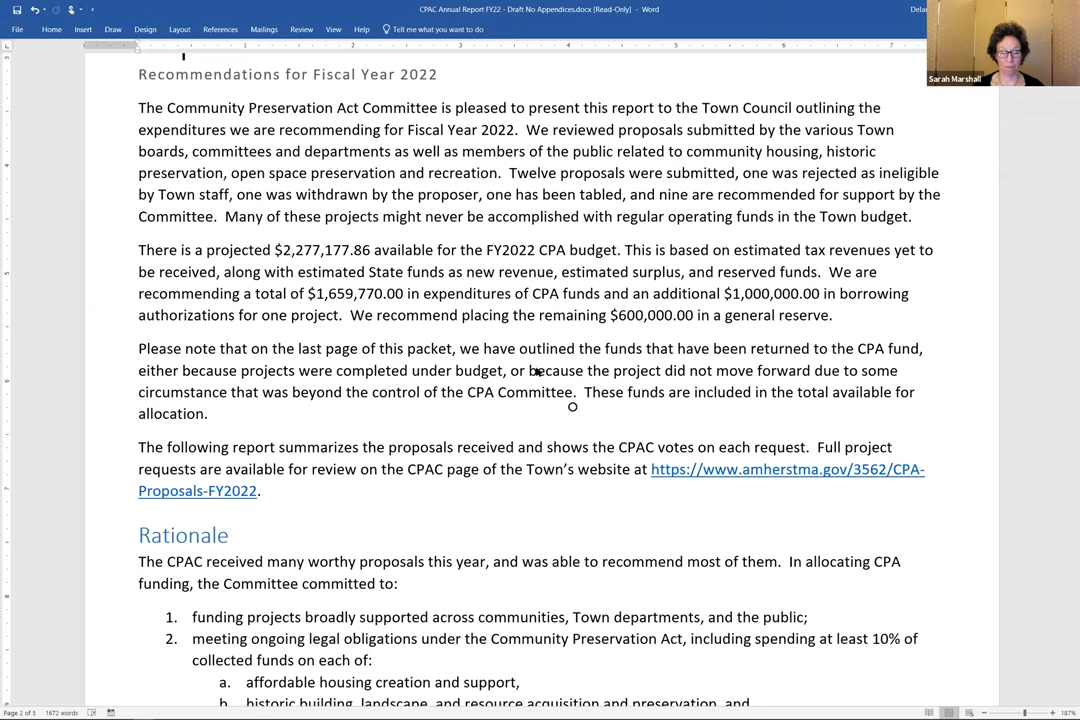 CPAC Annual Report FY22 - Draft No Appendices.docx [Read-Only] - Word
File Home Insert Draw Design Layout References Mailings Review View Help Tell me what you want to do
Sarah Marshall
Recommendations for Fiscal Year 2022
The Community Preservation Act Committee is pleased to present this report to the Town Council outlining the
expenditures we are recommending for Fiscal Year 2022. We reviewed proposals submitted by the various Town
boards, committees and departments as well as members of the public related to community housing, historic
preservation, open space preservation and recreation. Twelve proposals were submitted, one was rejected as ineligible
by Town staff, one was withdrawn by the proposer, one has been tabled, and nine are recommended for support by the
Committee. Many of these projects might never be accomplished with regular operating funds in the Town budget.
There is a projected $2,277,177.86 available for the FY2022 CPA budget. This is based on estimated tax revenues yet to
be received, along with estimated State funds as new revenue, estimated surplus, and reserved funds. We are
recommending a total of $1,659,770.00 in expenditures of CPA funds and an additional $1,000,000.00 in borrowing
authorizations for one project. We recommend placing the remaining $600,000.00 in a general reserve.
Please note that on the last page of this packet, we have outlined the funds that have been returned to the CPA fund,
either because projects were completed under budget, or because the project did not move forward due to some
circumstance that was beyond the control of the CPA Committee. These funds are included in the total available for
allocation.
The following report summarizes the proposals received and shows the CPAC votes on each request. Full project
requests are available for review on the CPAC page of the Town's website at https://www.amherstma.gov/3562/CPA-
Proposals-FY2022.
Rationale
The CPAC received many worthy proposals this year, and was able to recommend most of them. In allocating CPA
funding, the Committee committed to:
1. funding projects broadly supported across communities, Town departments, and the public;
2. meeting ongoing legal obligations under the Community Preservation Act, including spending at least 10% of
collected funds on each of:
a. affordable housing creation and support,
b. historic building, landscape, and resource acquisition and preservation, and
Page 2 of 5 1672 words 187%